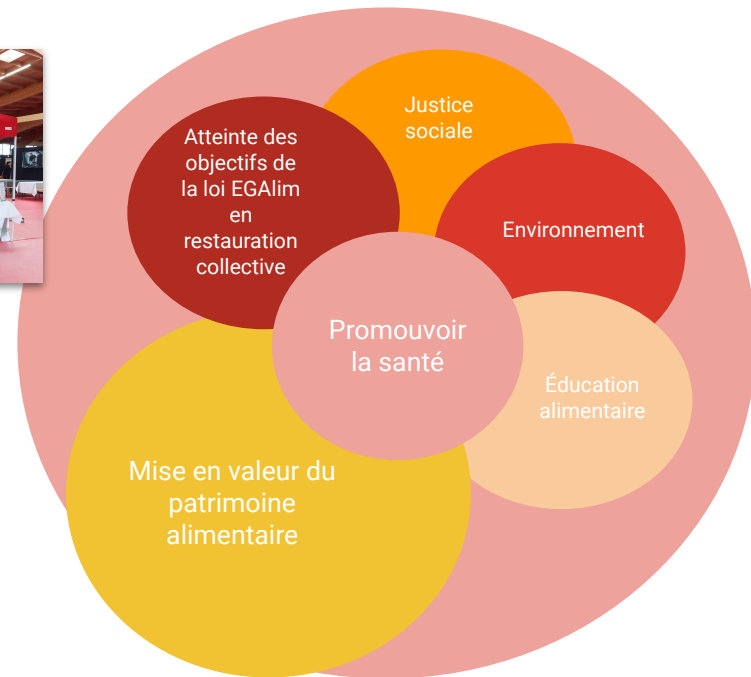 Justice
sociale
Atteinte des
objectifs de
la loi EGAlim
en
restauration
collective
Environnement
Promouvoir
la santé
Éducation
alimentaire
Mise en valeur du
patrimoine
alimentaire